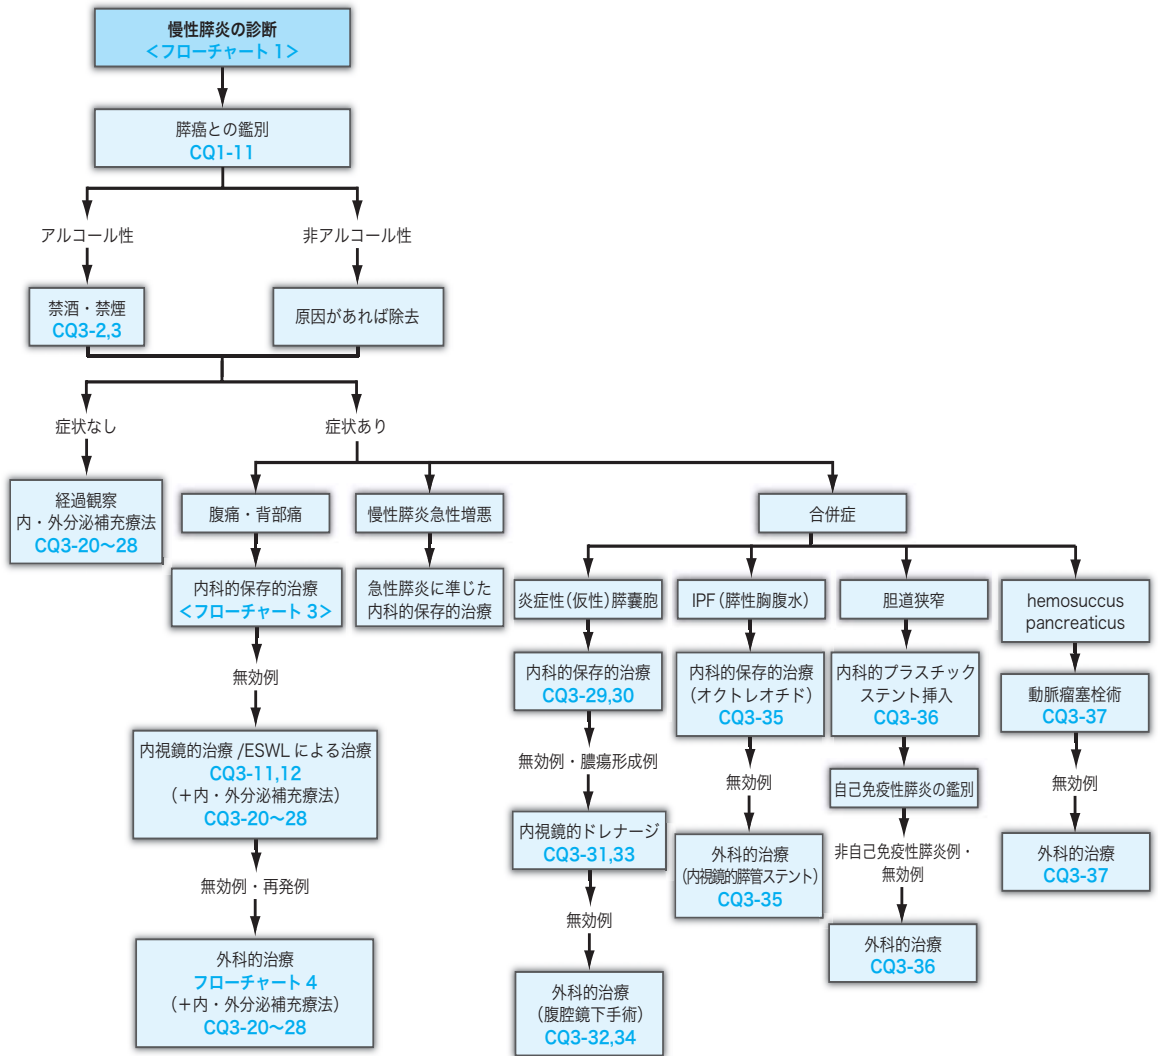 慢性膵炎の診断
<フローチャート 1>
膵癌との鑑別
CQ1-11
アルコール性
非アルコール性
禁酒・禁煙
CQ3-2,3
原因があれば除去
症状なし
症状あり
経過観察
内・外分泌補充療法
CQ3-20〜28
腹痛・背部痛
慢性膵炎急性増悪
合併症
内科的保存的治療
<フローチャート 3>
急性膵炎に準じた
内科的保存的治療
無効例
内視鏡的治療/ESWLによる治療
CQ3-11,12
(+内・外分泌補充療法)
CQ3-20〜28
無効例・再発例
外科的治療
フローチャート 4
(+内・外分泌補充療法)
CQ3-20〜28
炎症性(仮性)膵嚢胞
内科的保存的治療
CQ3-29,30
無効例・膿瘍形成例
内視鏡的ドレナージ
CQ3-31,33
無効例
外科的治療
(腹腔鏡下手術)
CQ3-32,34
IPF(膵性胸腹水)
内科的保存的治療
(オクトレオチド)
CQ3-35
無効例
外科的治療
(内視鏡的膵管ステント)
CQ3-35
胆道狭窄
内科的プラスチック
ステント挿入
CQ3-36
自己免疫性膵炎の鑑別
非自己免疫性膵炎例・
無効例
外科的治療
CQ3-36
hemosuccus
pancreaticus
動脈瘤塞栓術
CQ3-37
無効例
外科的治療
CQ3-37